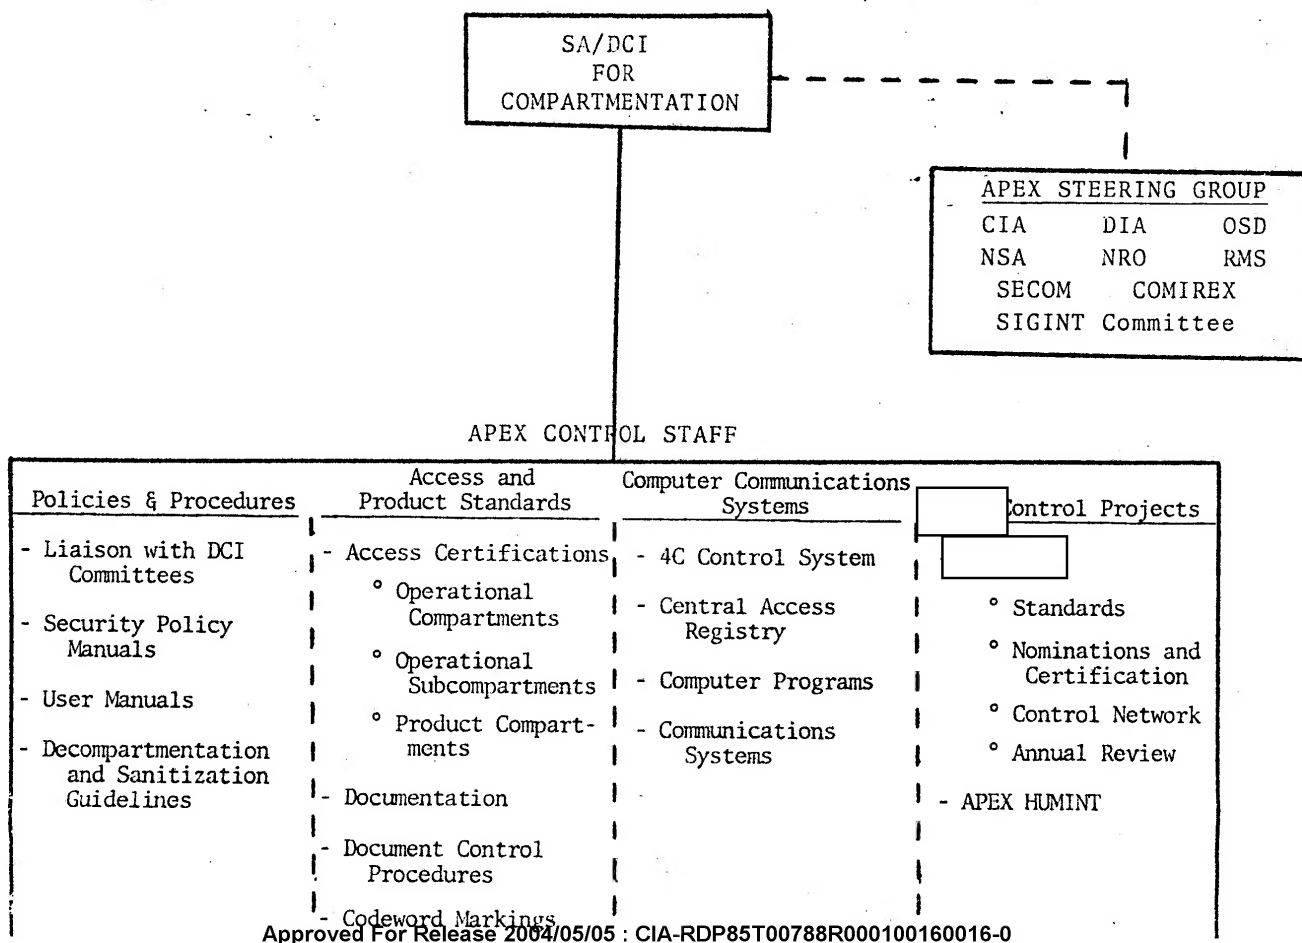 SA/DCI
FOR
COMPARTMENTATION
APEX STEERING GROUP
CIA DIA OSD
NSA NRO RMS
SECOM COMIREX
SIGINT Committee
APEX CONTROL STAFF
Policies & Procedures
- Liaison with DCI
Committees
- Security Policy
Manuals
- User Manuals
- Decompartmentation
and Sanitization
Guidelines
Access and
Product Standards
- Access Certifications
° Operational
Compartments
° Operational
Subcompartments
° Product Compart-
ments
- Documentation
- Document Control
Procedures
- Codeword Markings
Computer Communications
Systems
- 4C Control System
- Central Access
Registry
- Computer Programs
- Communications
Systems
Control Projects
° Standards
° Nominations and
Certification
° Control Network
° Annual Review
- APEX HUMINT
Approved For Release 2004/05/05 : CIA-RDP85T00788R000100160016-0